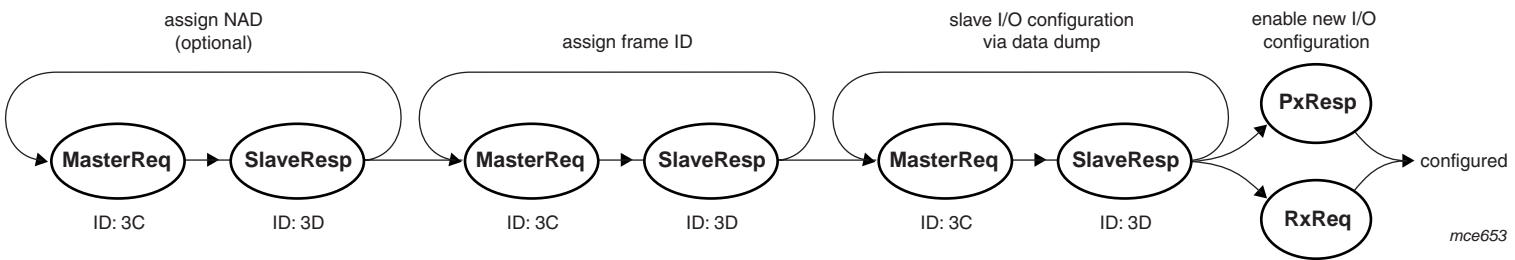 assign NAD
(optional)
assign frame ID
slave I/O configuration
via data dump
enable new I/O
configuration
MasterReq
SlaveResp
MasterReq
SlaveResp
MasterReq
SlaveResp
PxResp
RxReq
configured
ID: 3C
ID: 3D
ID: 3C
ID: 3D
ID: 3C
ID: 3D
mce653